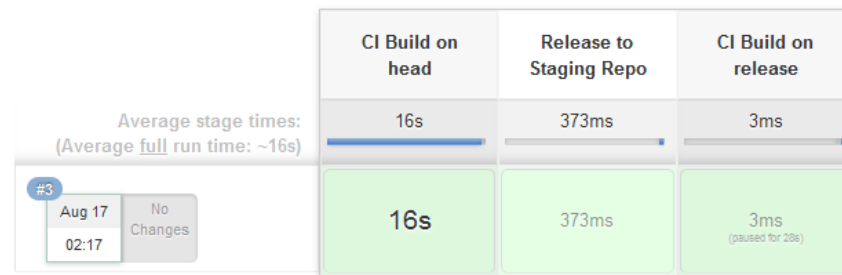 CI Build on
head
Release to
Staging Repo
CI Build on
release
Average stage times:
(Average full run time: ~16s)
16s
373ms
3ms
#3
Aug 17
02:17
No
Changes
16s
373ms
3ms
(paused for 28s)